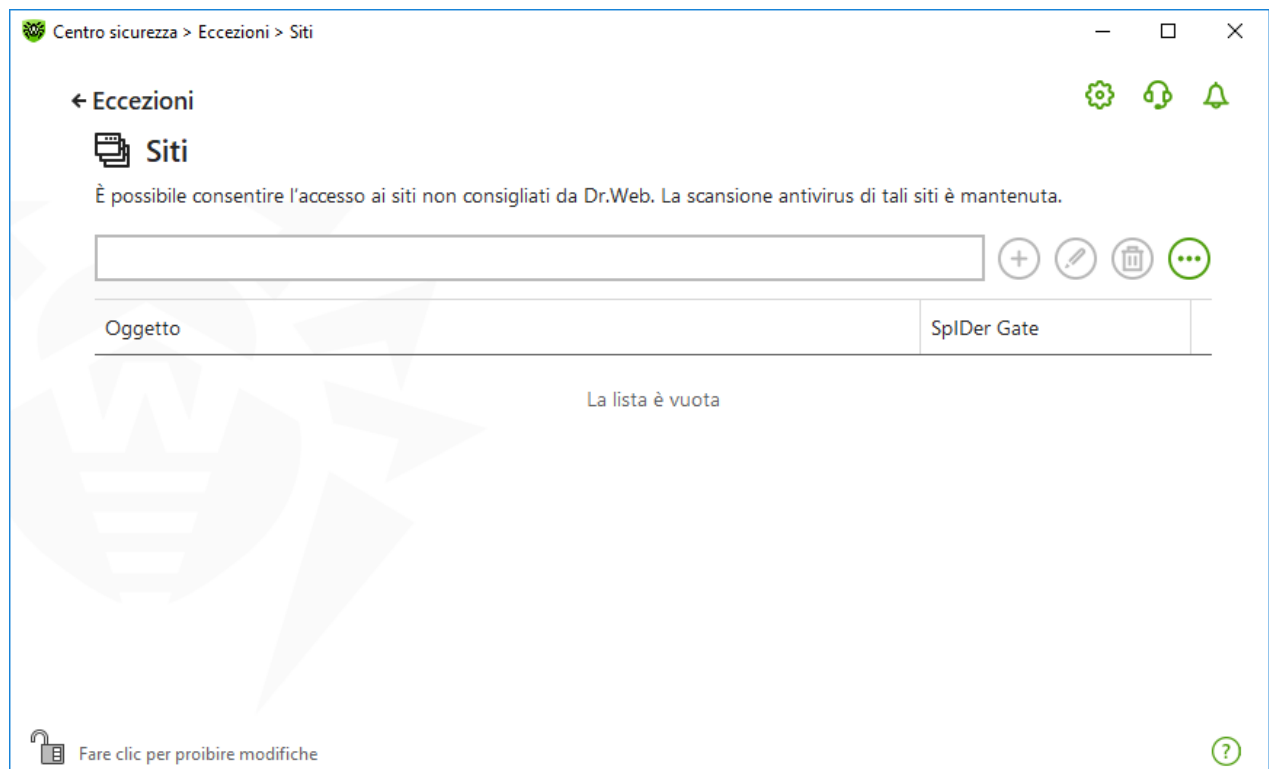 Centro sicurezza > Eccezioni > Siti
Eccezioni
Siti
È possibile consentire l'accesso ai siti non consigliati da Dr.Web. La scansione antivirus di tali siti è mantenuta.
Oggetto SpIDer Gate
La lista è vuota
Fare clic per proibire modifiche
?